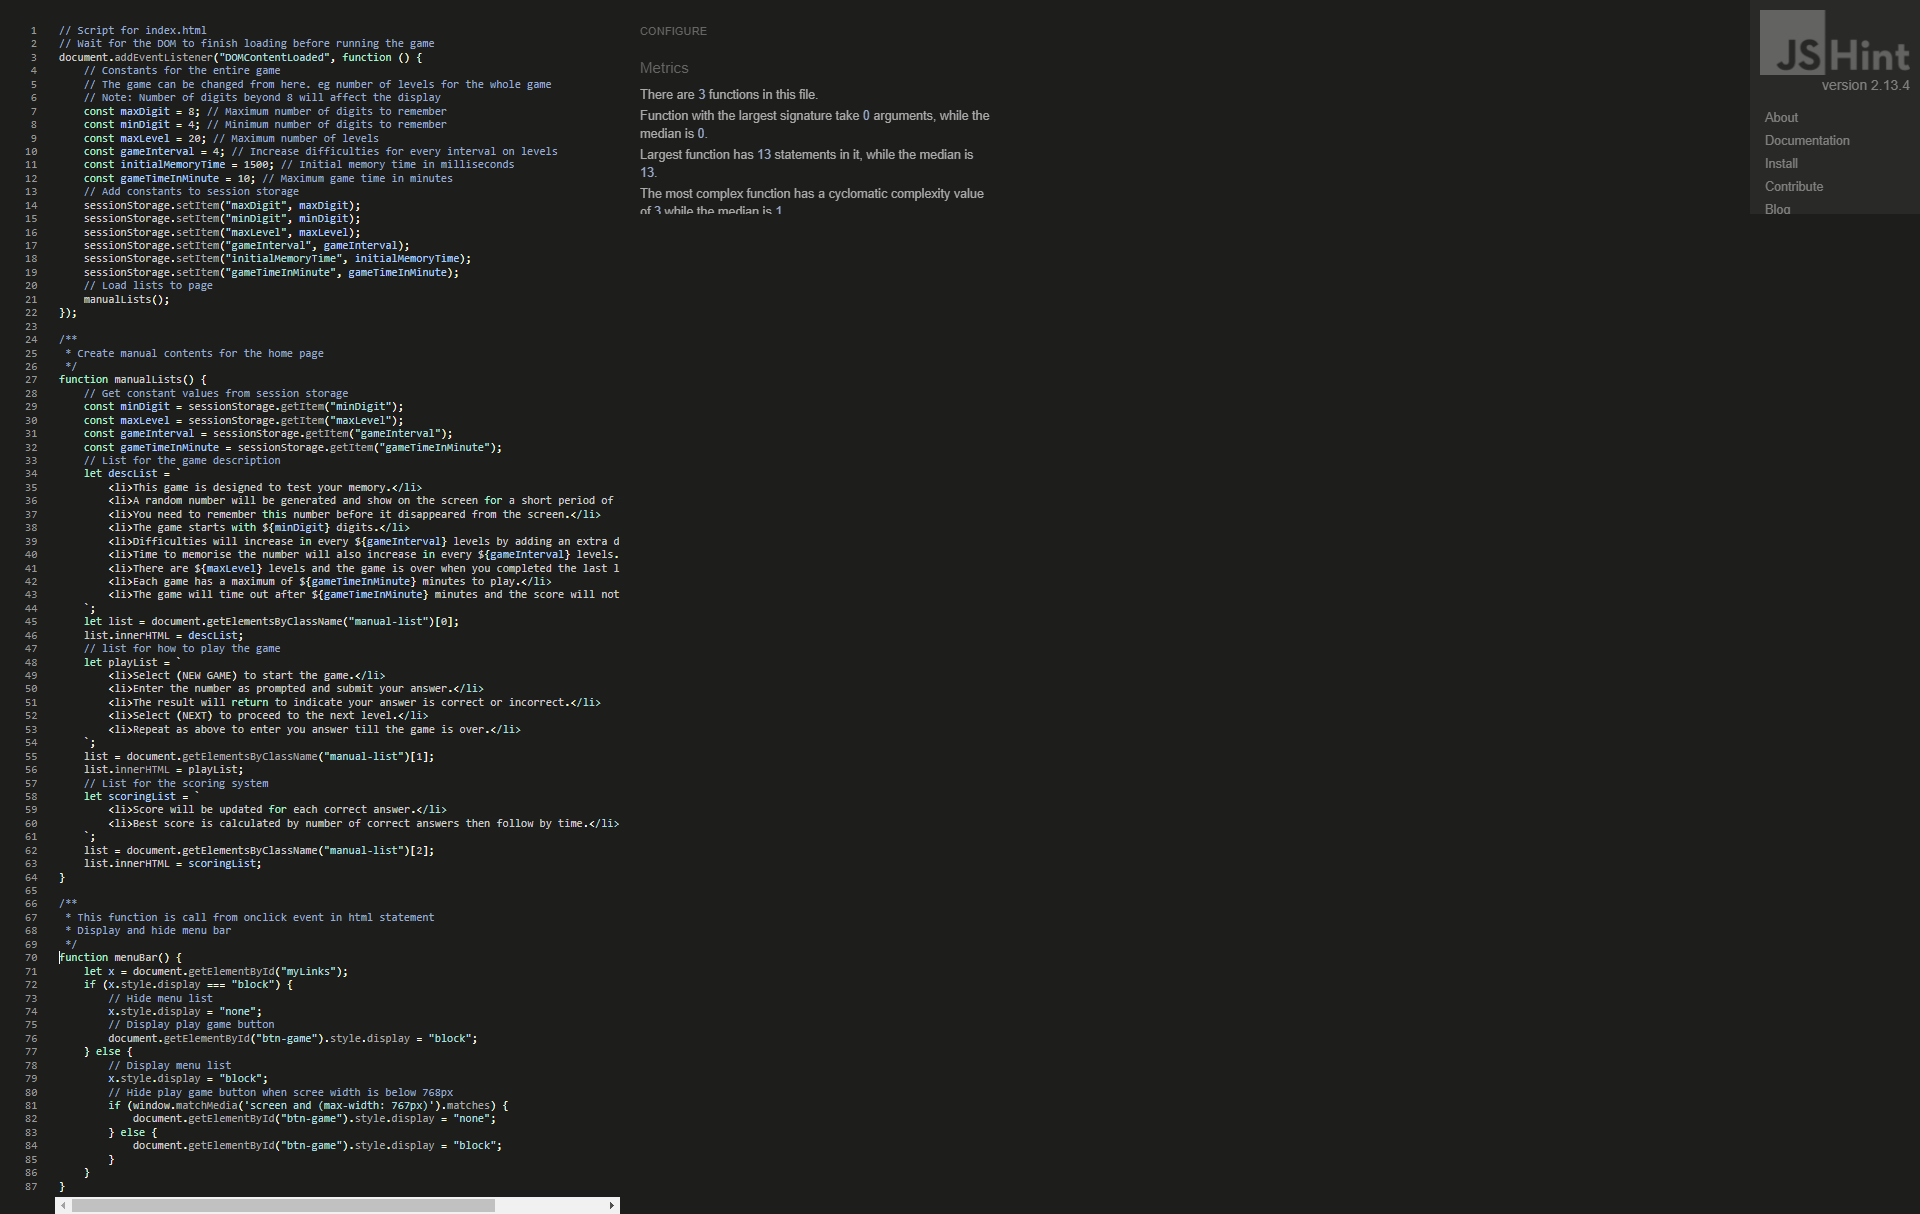 1 // Script for index.html
2 // Wait for the DOM to finish loading before running the game
3 document.addEventListener("DOMContentLoaded", function () {
4 // Constants for the entire game
5 // The game can be changed from here. eg number of levels for the whole game
6 // Note: Number of digits beyond 8 will affect the display
7 const maxDigit = 8; // Maximum number of digits to remember
8 const minDigit = 4; // Minimum number of digits to remember
9 const maxLevel = 20; // Maximum number of levels
10 const gameInterval = 4; // Increase difficulties for every interval on levels
11 const initialMemoryTime = 1500; // Initial memory time in milliseconds
12 const gameTimeInMinute = 10; // Maximum game time in minutes
13 // Add constants to session storage
14 sessionStorage.setItem("maxDigit", maxDigit);
15 sessionStorage.setItem("minDigit", minDigit);
16 sessionStorage.setItem("maxLevel", maxLevel);
17 sessionStorage.setItem("gameInterval", gameInterval);
18 sessionStorage.setItem("initialMemoryTime", initialMemoryTime);
19 sessionStorage.setItem("gameTimeInMinute", gameTimeInMinute);
20 // Load lists to page
21 manualLists();
22 });
23
24 /**
25 * Create manual contents for the home page
26 */
27 function manualLists() {
28 // Get constant values from session storage
29 const minDigit = sessionStorage.getItem("minDigit");
30 const maxLevel = sessionStorage.getItem("maxLevel");
31 const gameInterval = sessionStorage.getItem("gameInterval");
32 const gameTimeInMinute = sessionStorage.getItem("gameTimeInMinute");
33 // List for the game description
34 let descList = `
35 <li>This game is designed to test your memory.</li>
36 <li>A random number will be generated and show on the screen for a short period of
37 <li>You need to remember this number before it disappeared from the screen.</li>
38 <li>The game starts with ${minDigit} digits.</li>
39 <li>Difficulties will increase in every ${gameInterval} levels by adding an extra d
40 <li>Time to memorise the number will also increase in every ${gameInterval} levels.
41 <li>There are ${maxLevel} levels and the game is over when you completed the last l
42 <li>Each game has a maximum of ${gameTimeInMinute} minutes to play.</li>
43 <li>The game will time out after ${gameTimeInMinute} minutes and the score will not
44 `;
45 let list = document.getElementsByClassName("manual-list")[0];
46 list.innerHTML = descList;
47 // list for how to play the game
48 let playList = `
49 <li>Select (NEW GAME) to start the game.</li>
50 <li>Enter the number as prompted and submit your answer.</li>
51 <li>The result will return to indicate your answer is correct or incorrect.</li>
52 <li>Select (NEXT) to proceed to the next level.</li>
53 <li>Repeat as above to enter you answer till the game is over.</li>
54 `;
55 list = document.getElementsByClassName("manual-list")[1];
56 list.innerHTML = playList;
57 // List for the scoring system
58 let scoringList = `
59 <li>Score will be updated for each correct answer.</li>
60 <li>Best score is calculated by number of correct answers then follow by time.</li>
61 `;
62 list = document.getElementsByClassName("manual-list")[2];
63 list.innerHTML = scoringList;
64 }
65
66 /**
67 * This function is call from onclick event in html statement
68 * Display and hide menu bar
69 */
70 function menuBar() {
71 let x = document.getElementById("myLinks");
72 if (x.style.display === "block") {
73 // Hide menu list
74 x.style.display = "none";
75 // Display play game button
76 document.getElementById("btn-game").style.display = "block";
77 } else {
78 // Display menu list
79 x.style.display = "block";
80 // Hide play game button when scree width is below 768px
81 if (window.matchMedia('screen and (max-width: 767px)').matches) {
82 document.getElementById("btn-game").style.display = "none";
83 } else {
84 document.getElementById("btn-game").style.display = "block";
85 }
86 }
87 }
CONFIGURE
Metrics
There are 3 functions in this file.
Function with the largest signature take 0 arguments, while the
median is 0.
Largest function has 13 statements in it, while the median is
13.
The most complex function has a cyclomatic complexity value
of 3 while the median is 1
JSHint
version 2.13.4
About
Documentation
Install
Contribute
Blog